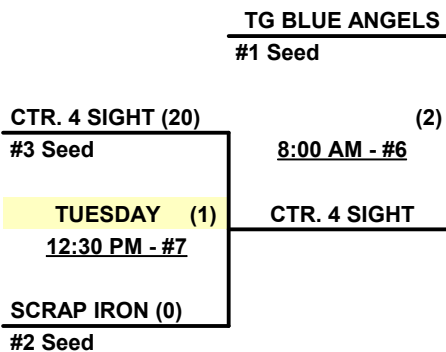 TG BLUE ANGELS
#1 Seed
CTR. 4 SIGHT (20)
(2)
#3 Seed
8:00 AM - #6
TUESDAY (1)
CTR. 4 SIGHT
12:30 PM - #7
SCRAP IRON (0)
#2 Seed